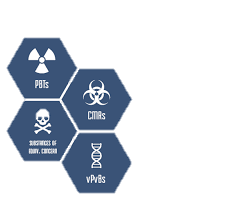 PBTs
CMRs
SUBSTANCES OF
EQUIV. CONCERN
vPvBs